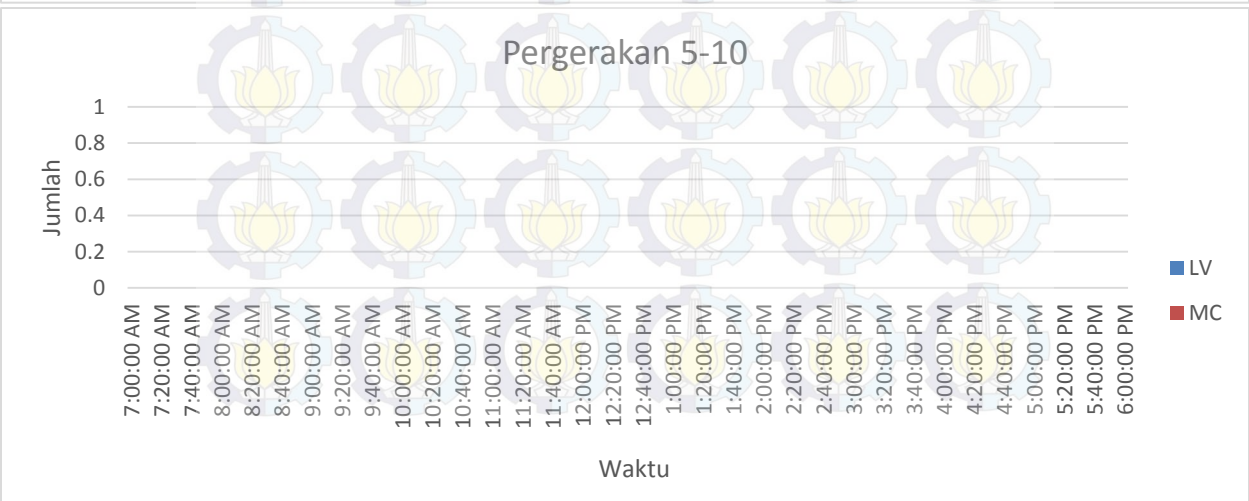 Pergerakan 5-10
Jumlah
1
0.8
0.6
0.4
0.2
0
7:00:00 AM
7:20:00 AM
7:40:00 AM
8:00:00 AM
8:20:00 AM
8:40:00 AM
9:00:00 AM
9:20:00 AM
9:40:00 AM
10:00:00 AM
10:20:00 AM
10:40:00 AM
11:00:00 AM
11:20:00 AM
11:40:00 AM
12:00:00 PM
12:20:00 PM
12:40:00 PM
1:00:00 PM
1:20:00 PM
1:40:00 PM
2:00:00 PM
2:20:00 PM
2:40:00 PM
3:00:00 PM
3:20:00 PM
3:40:00 PM
4:00:00 PM
4:20:00 PM
4:40:00 PM
5:00:00 PM
5:20:00 PM
5:40:00 PM
6:00:00 PM
Waktu
LV
MC